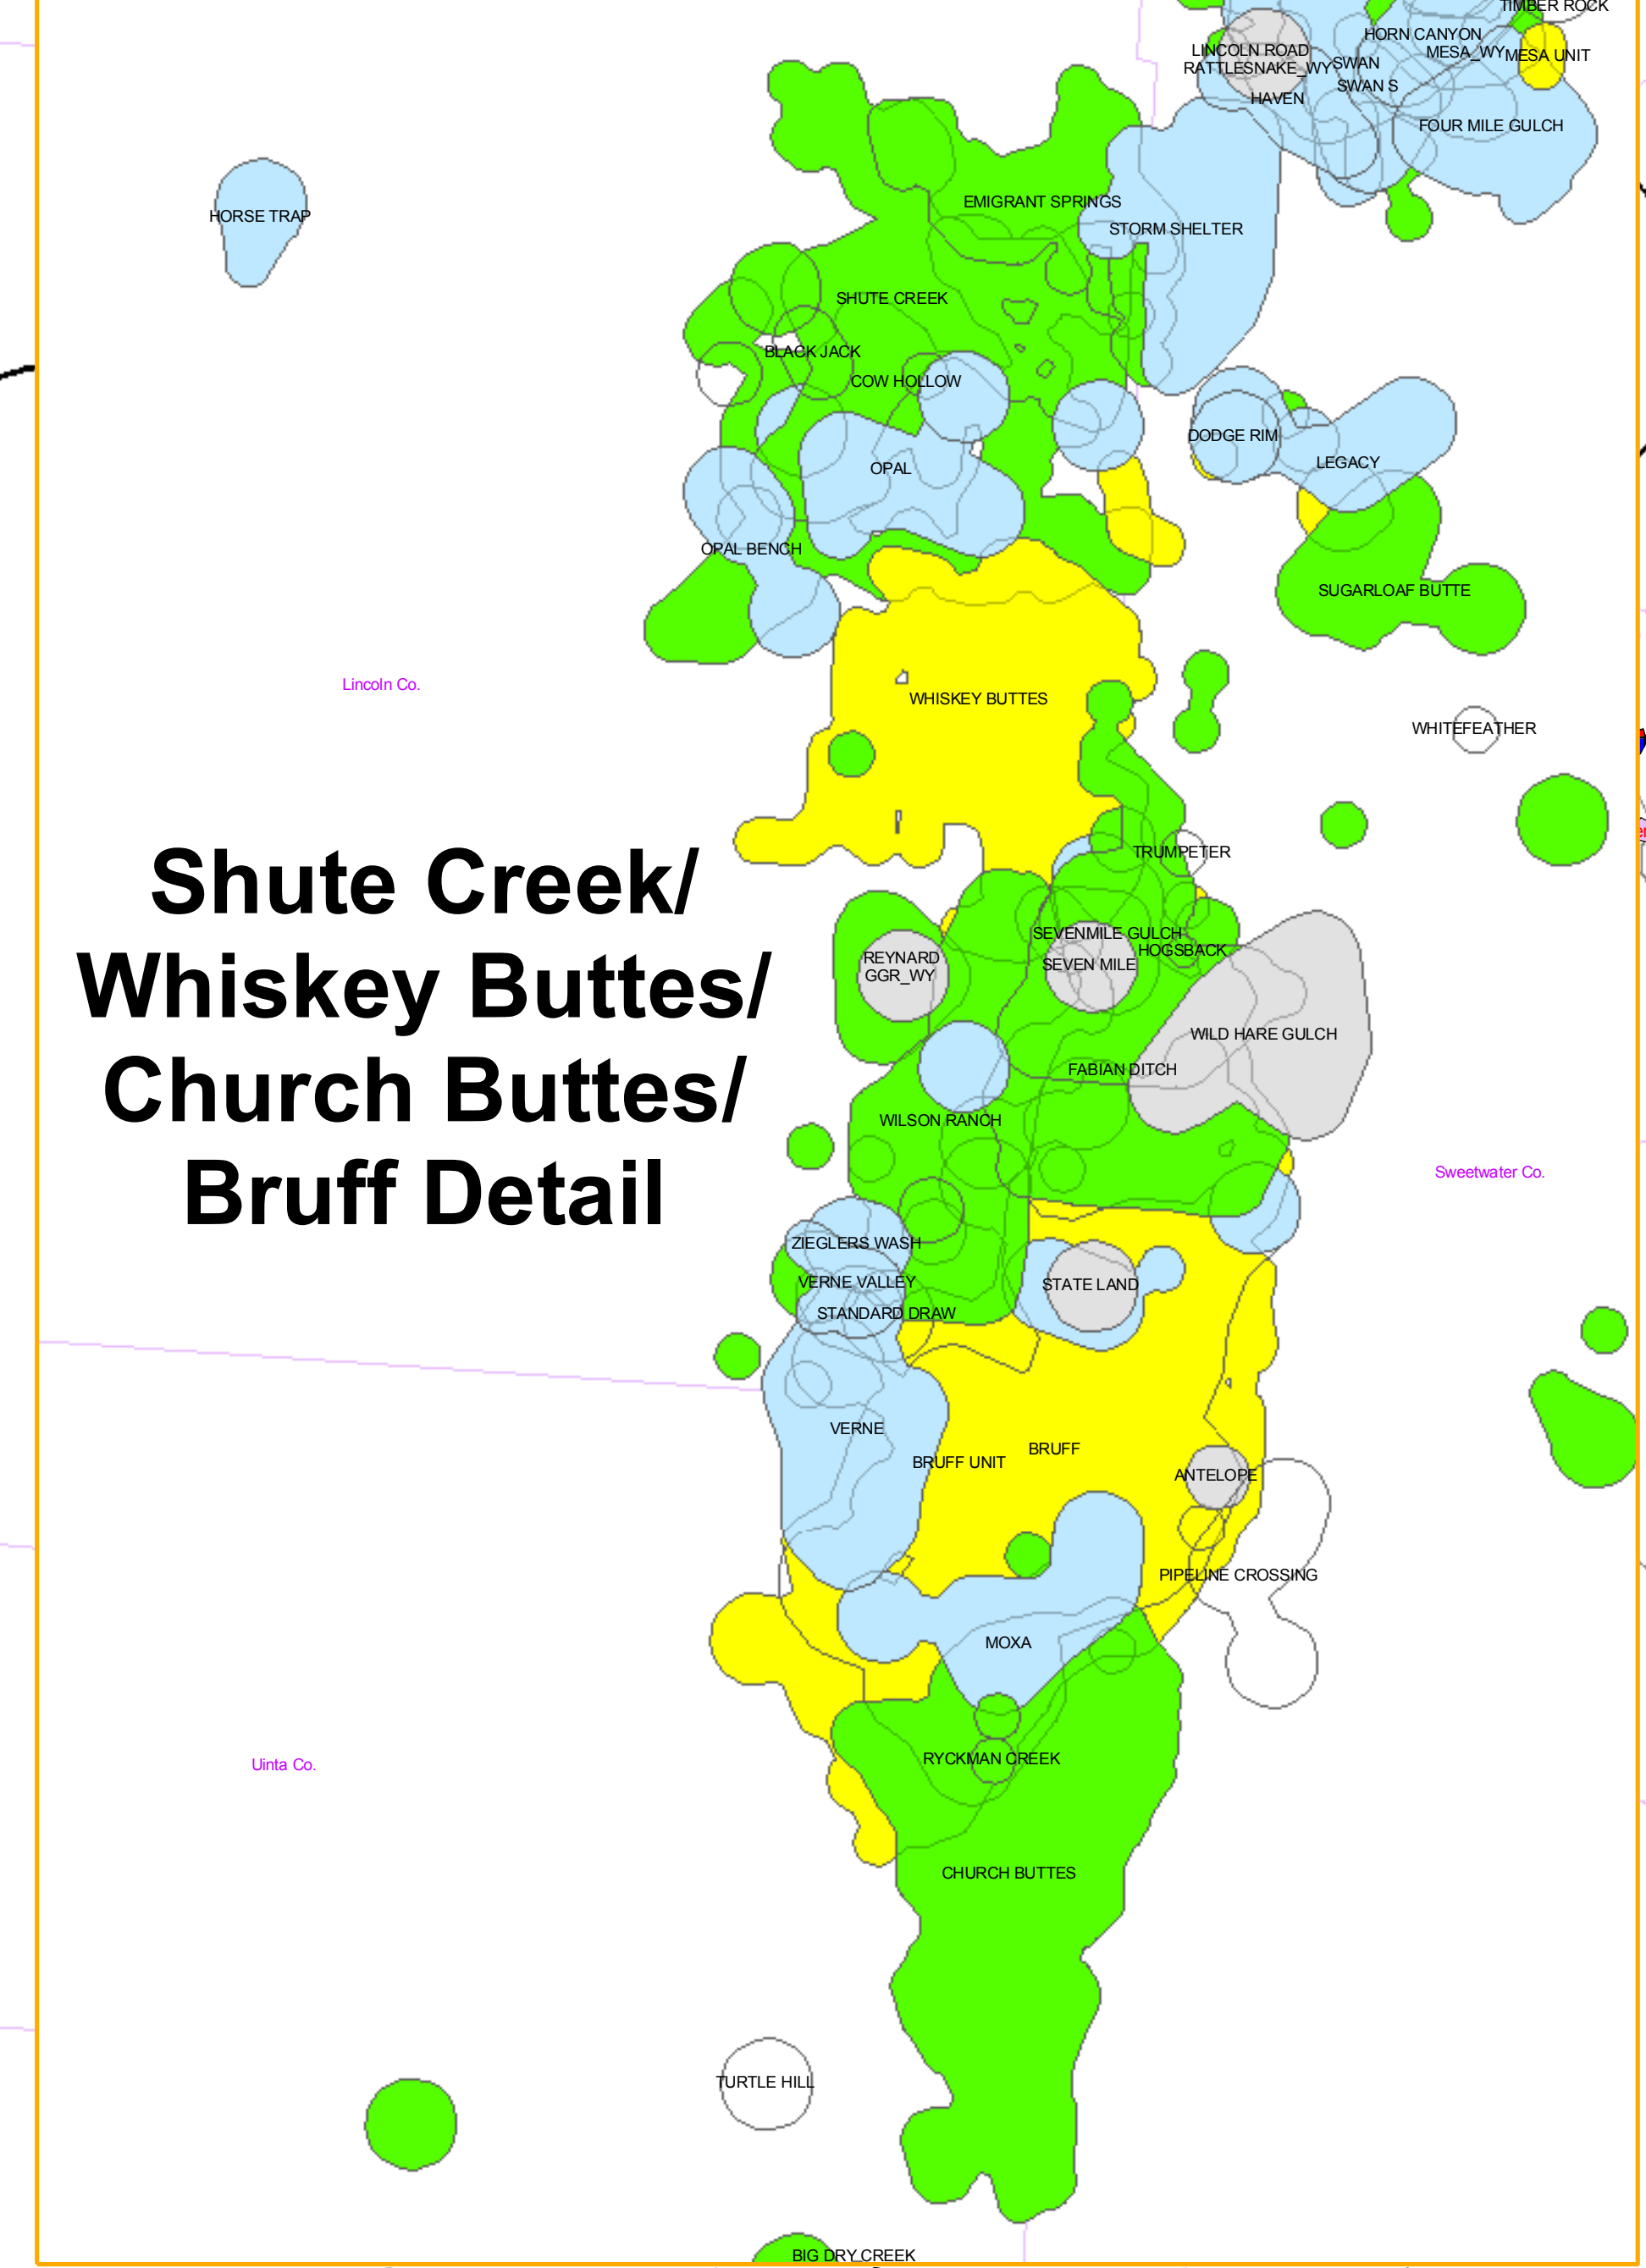 TIMBER ROCK
HORN CANYON
LINCOLN ROAD
MESA_WY
MESA UNIT
RATTLESNAKE_WY
SWAN
SWAN S
HAVEN
FOUR MILE GULCH
EMIGRANT SPRINGS
HORSE TRAP
STORM SHELTER
SHUTE CREEK
BLACK JACK
COW HOLLOW
DODGE RIM
LEGACY
OPAL
OPAL BENCH
SUGARLOAF BUTTE
Lincoln Co.
WHISKEY BUTTES
WHITEFEATHER
TRUMPETER
Shute Creek/
Whiskey Buttes/
Church Buttes/
Bruff Detail
SEVENMILE GULCH
HOGSBACK
REYNARD
GGR_WY
SEVEN MILE
WILD HARE GULCH
FABIAN DITCH
WILSON RANCH
Sweetwater Co.
ZIEGLERS WASH
VERNE VALLEY
STATE LAND
STANDARD DRAW
VERNE
BRUFF
BRUFF UNIT
ANTELOPE
PIPELINE CROSSING
MOXA
RYCKMAN CREEK
Uinta Co.
CHURCH BUTTES
TURTLE HILL
BIG DRY CREEK